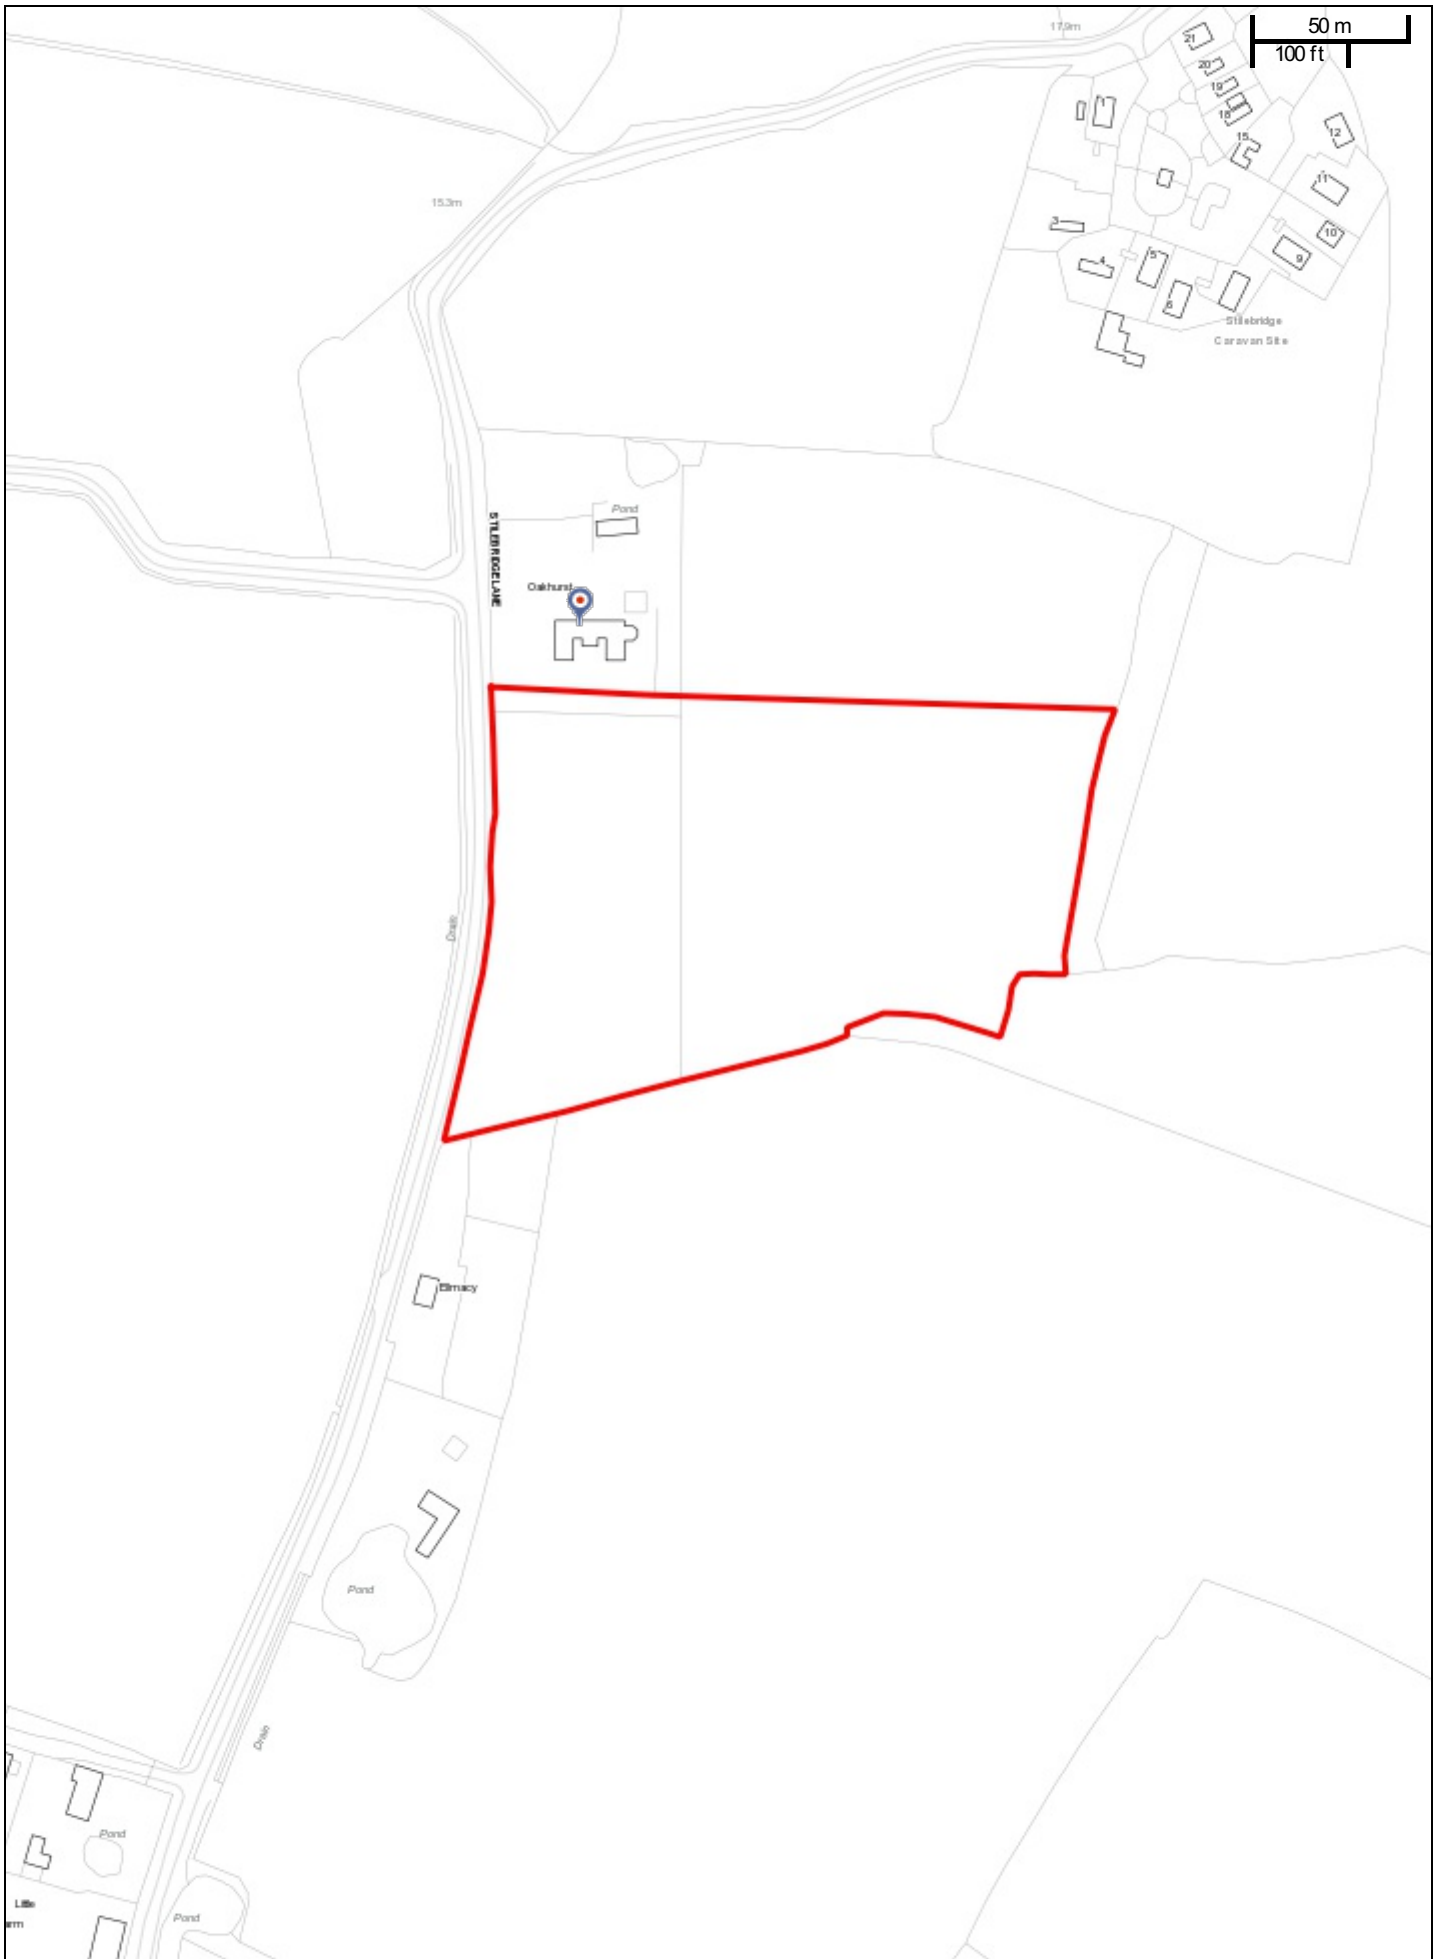 50 m
100 ft
17.9m
21
20
19
18
15
12
11
10
9
3
4
5
6
15.3m
Stilebridge
Caravan Site
Pond
STILEBRIDGE LANE
Oakhurst
Drain
Pond
Drain
Pond
Little
arm
Pond